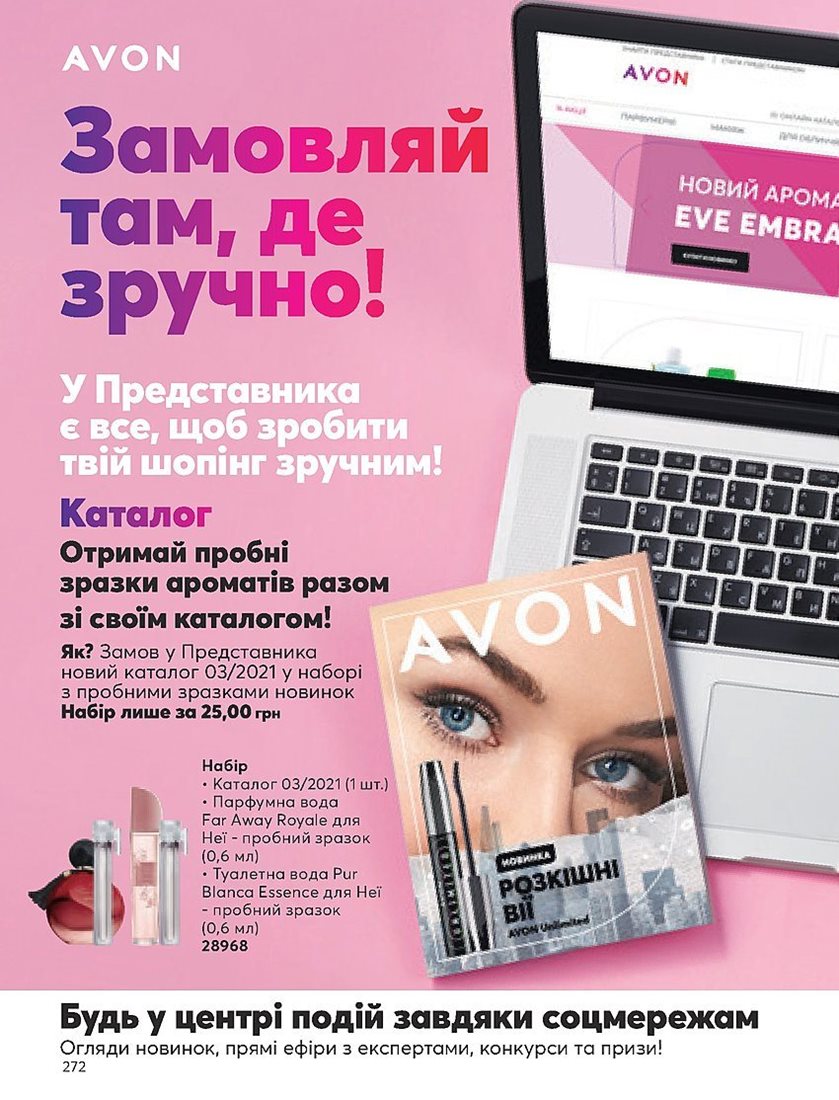 AVON
Замовляй
там, де
зручно!
У Представника
є все, щоб зробити
твій шопінг зручним!
Каталог
Отримай пробні
зразки ароматів разом
зі своїм каталогом!
Як? Замов у Представника
новий каталог 03/2021 у наборі
з пробними зразками новинок
Набір лише за 25,00 грн
Набір
• Каталог 03/2021 (1 шт.)
• Парфумна вода
Far Away Royale для
Неї - пробний зразок
(0,6 мл)
• Туалетна вода Pur
Blanca Essence для Неї
- пробний зразок
(0,6 мл)
28968
AVON
ПАРФУМЕРІЯ
МАКІЯЖ
НОВИЙ АРОМА
EVE EMBRA
AVON
НОВИНКА
РОЗКІШНІ
ВІЇ
AVON Unlimited
Будь у центрі подій завдяки соцмережам
Огляди новинок, прямі ефіри з експертами, конкурси та призи!
272